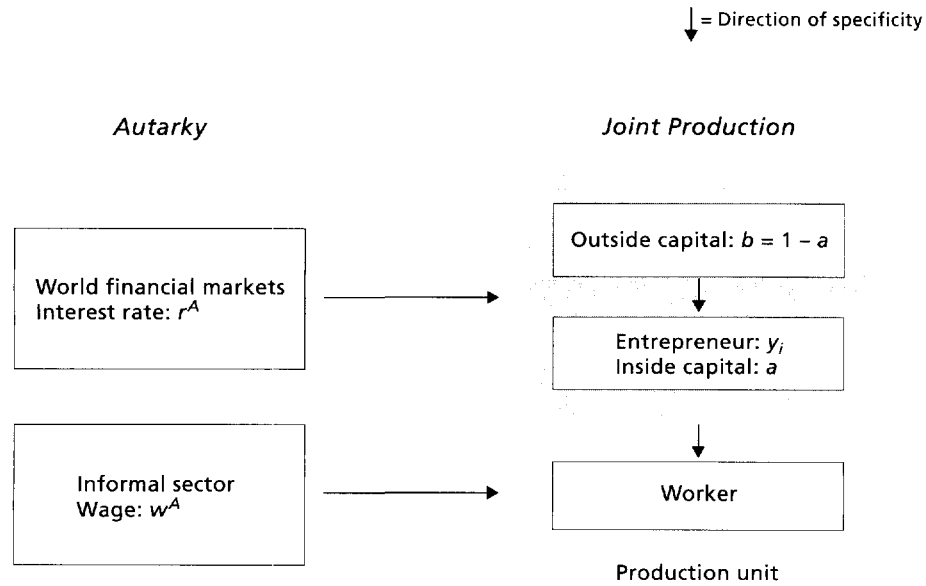 = Direction of specificity
Autarky
Joint Production
Outside capital: b = 1 – a
World financial markets
Interest rate: r^A
Entrepreneur: y_i
Inside capital: a
Informal sector
Wage: w^A
Worker
Production unit